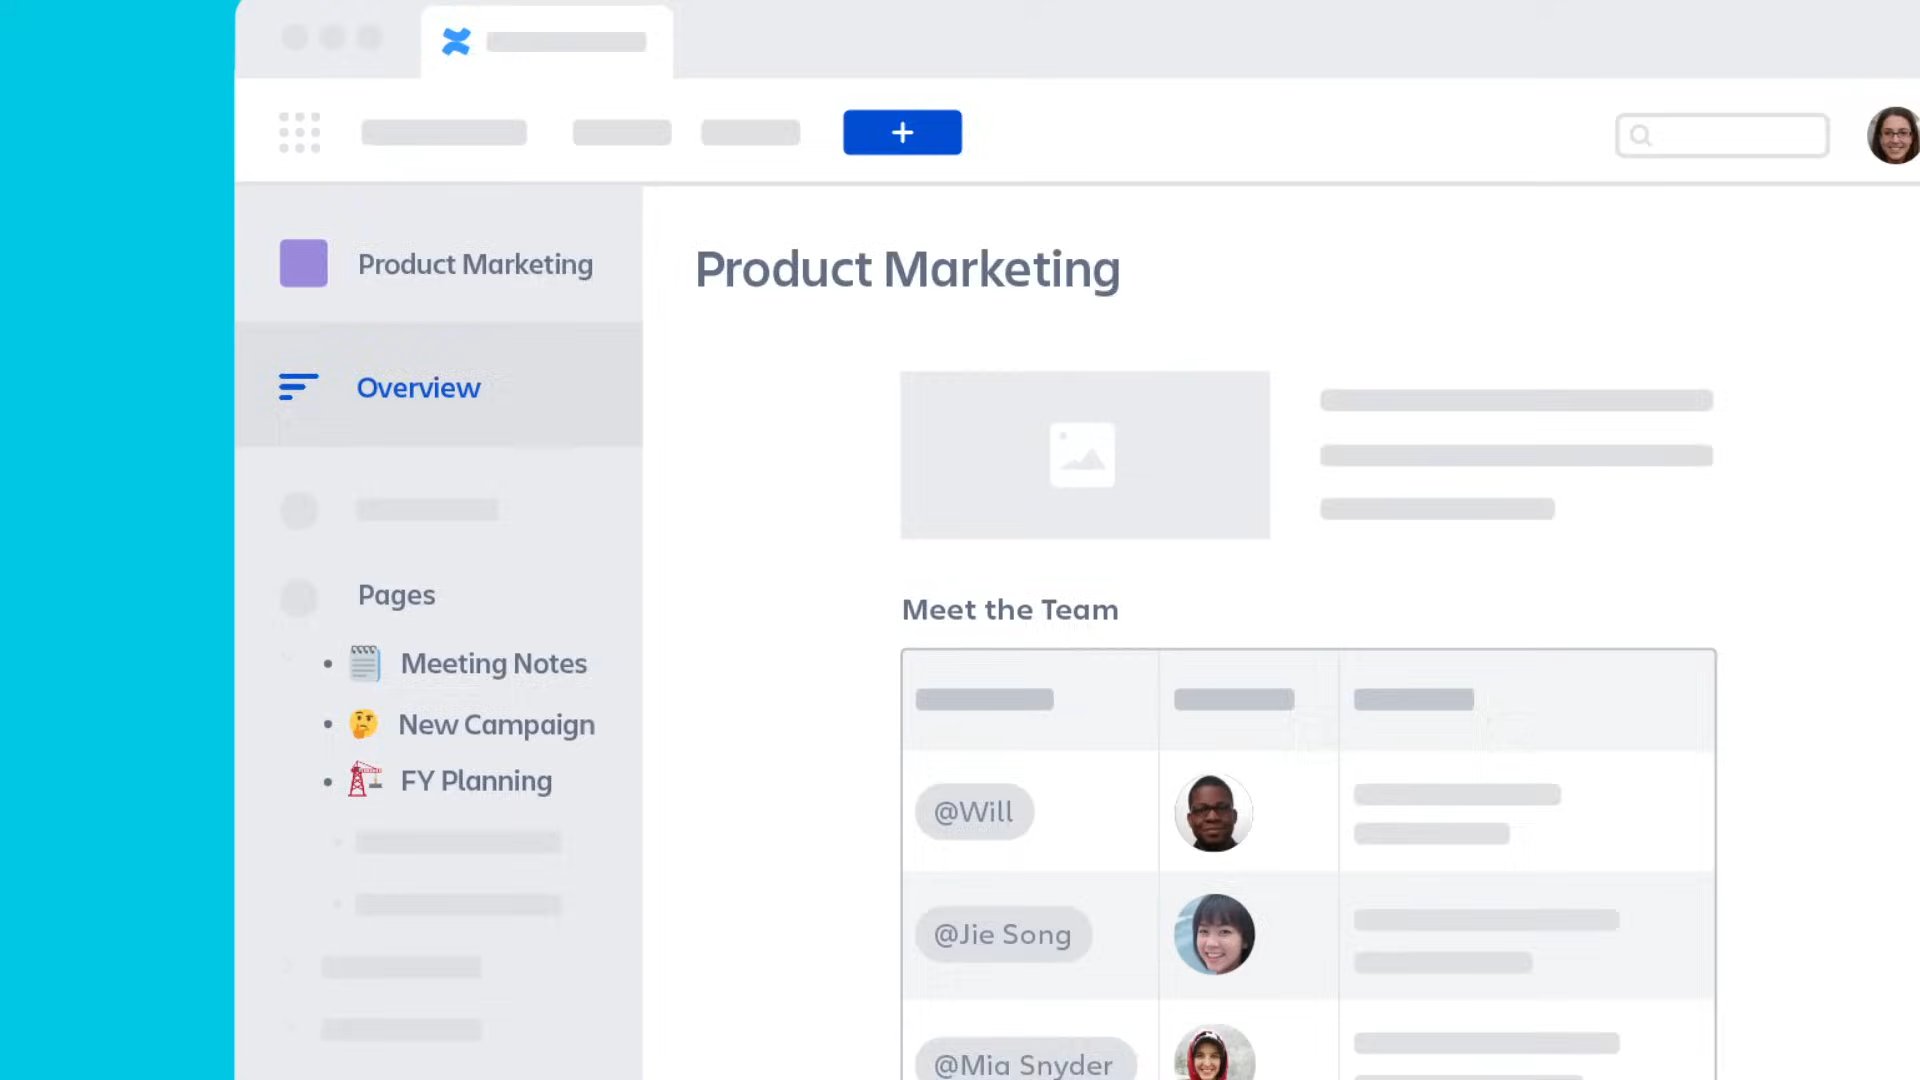 Product Marketing
Overview
Pages
Meeting Notes
New Campaign
FY Planning
Product Marketing
Meet the Team
@Will
@Jie Song
@Mia Snyder